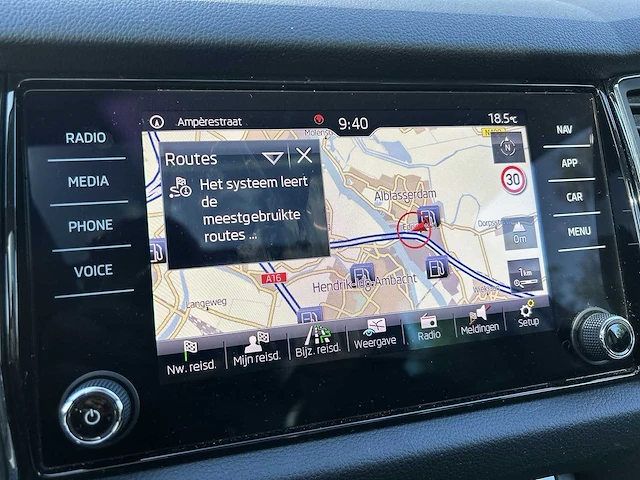 Ampèrestraat
9:40
18.5°C
RADIO
MEDIA
PHONE
VOICE
NAV
APP
CAR
MENU
Routes
Het systeem leert
de
meestgebruikte
routes ...
N
30
Alblasserdam
0m
1km
A16
Hendrik-Ido-Ambacht
Langeweg
Nw. reisd.
Mijn reisd.
Bijz. reisd.
Weergave
Radio
Meldingen
Setup